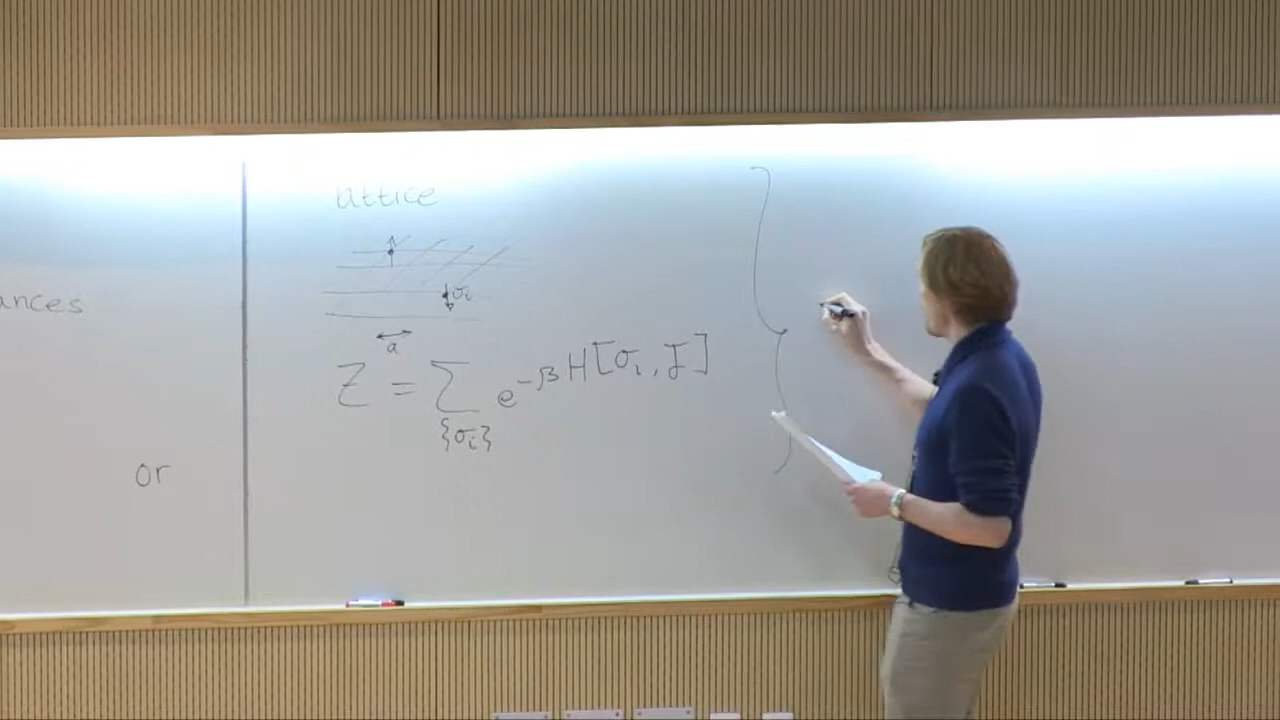 attice
σi
a
Z = ∑ e^{-βH[σi, J]}
{σi}
ances
or